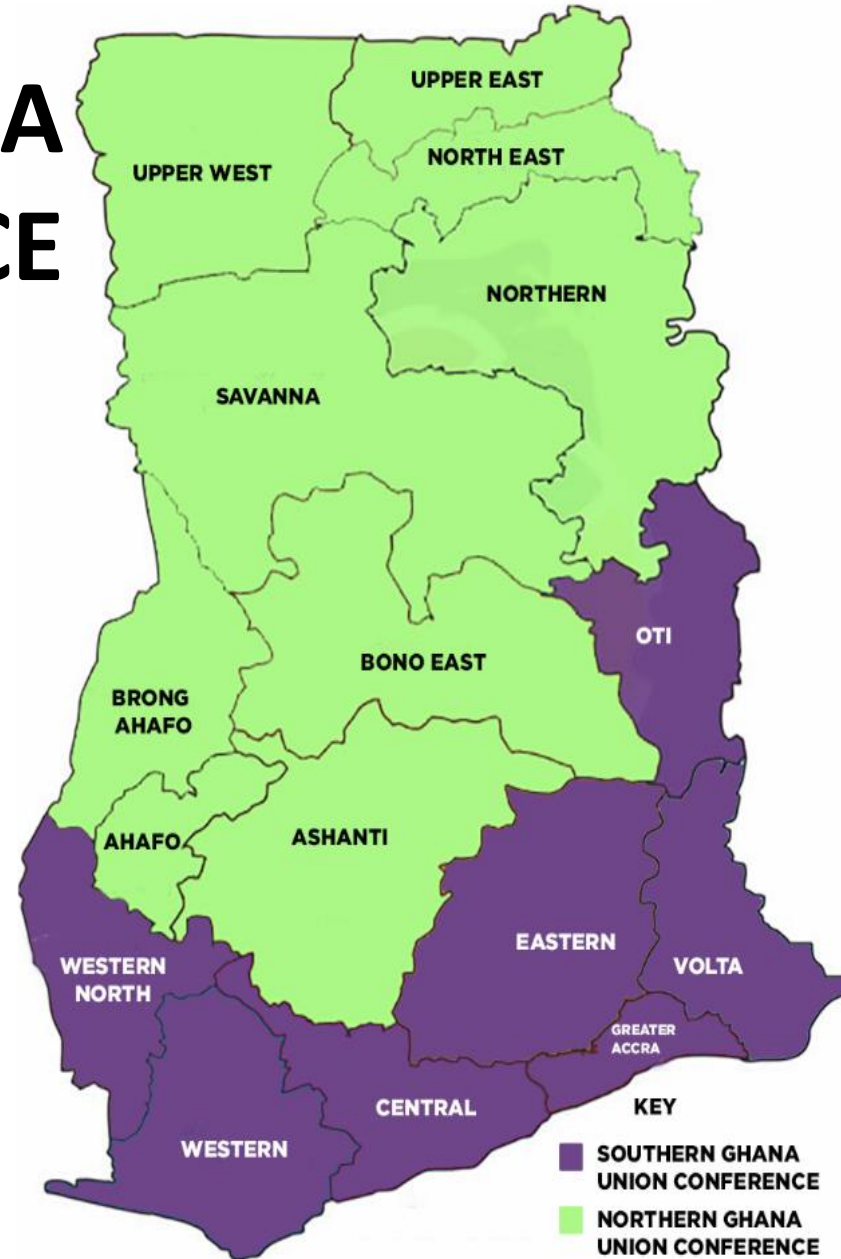 A
CE
UPPER EAST
NORTH EAST
UPPER WEST
NORTHERN
SAVANNA
OTI
BONO EAST
BRONG
AHAFO
AHAFO
ASHANTI
EASTERN
WESTERN
NORTH
VOLTA
GREATER
ACCRA
CENTRAL
WESTERN
KEY
SOUTHERN GHANA
UNION CONFERENCE
NORTHERN GHANA
UNION CONFERENCE